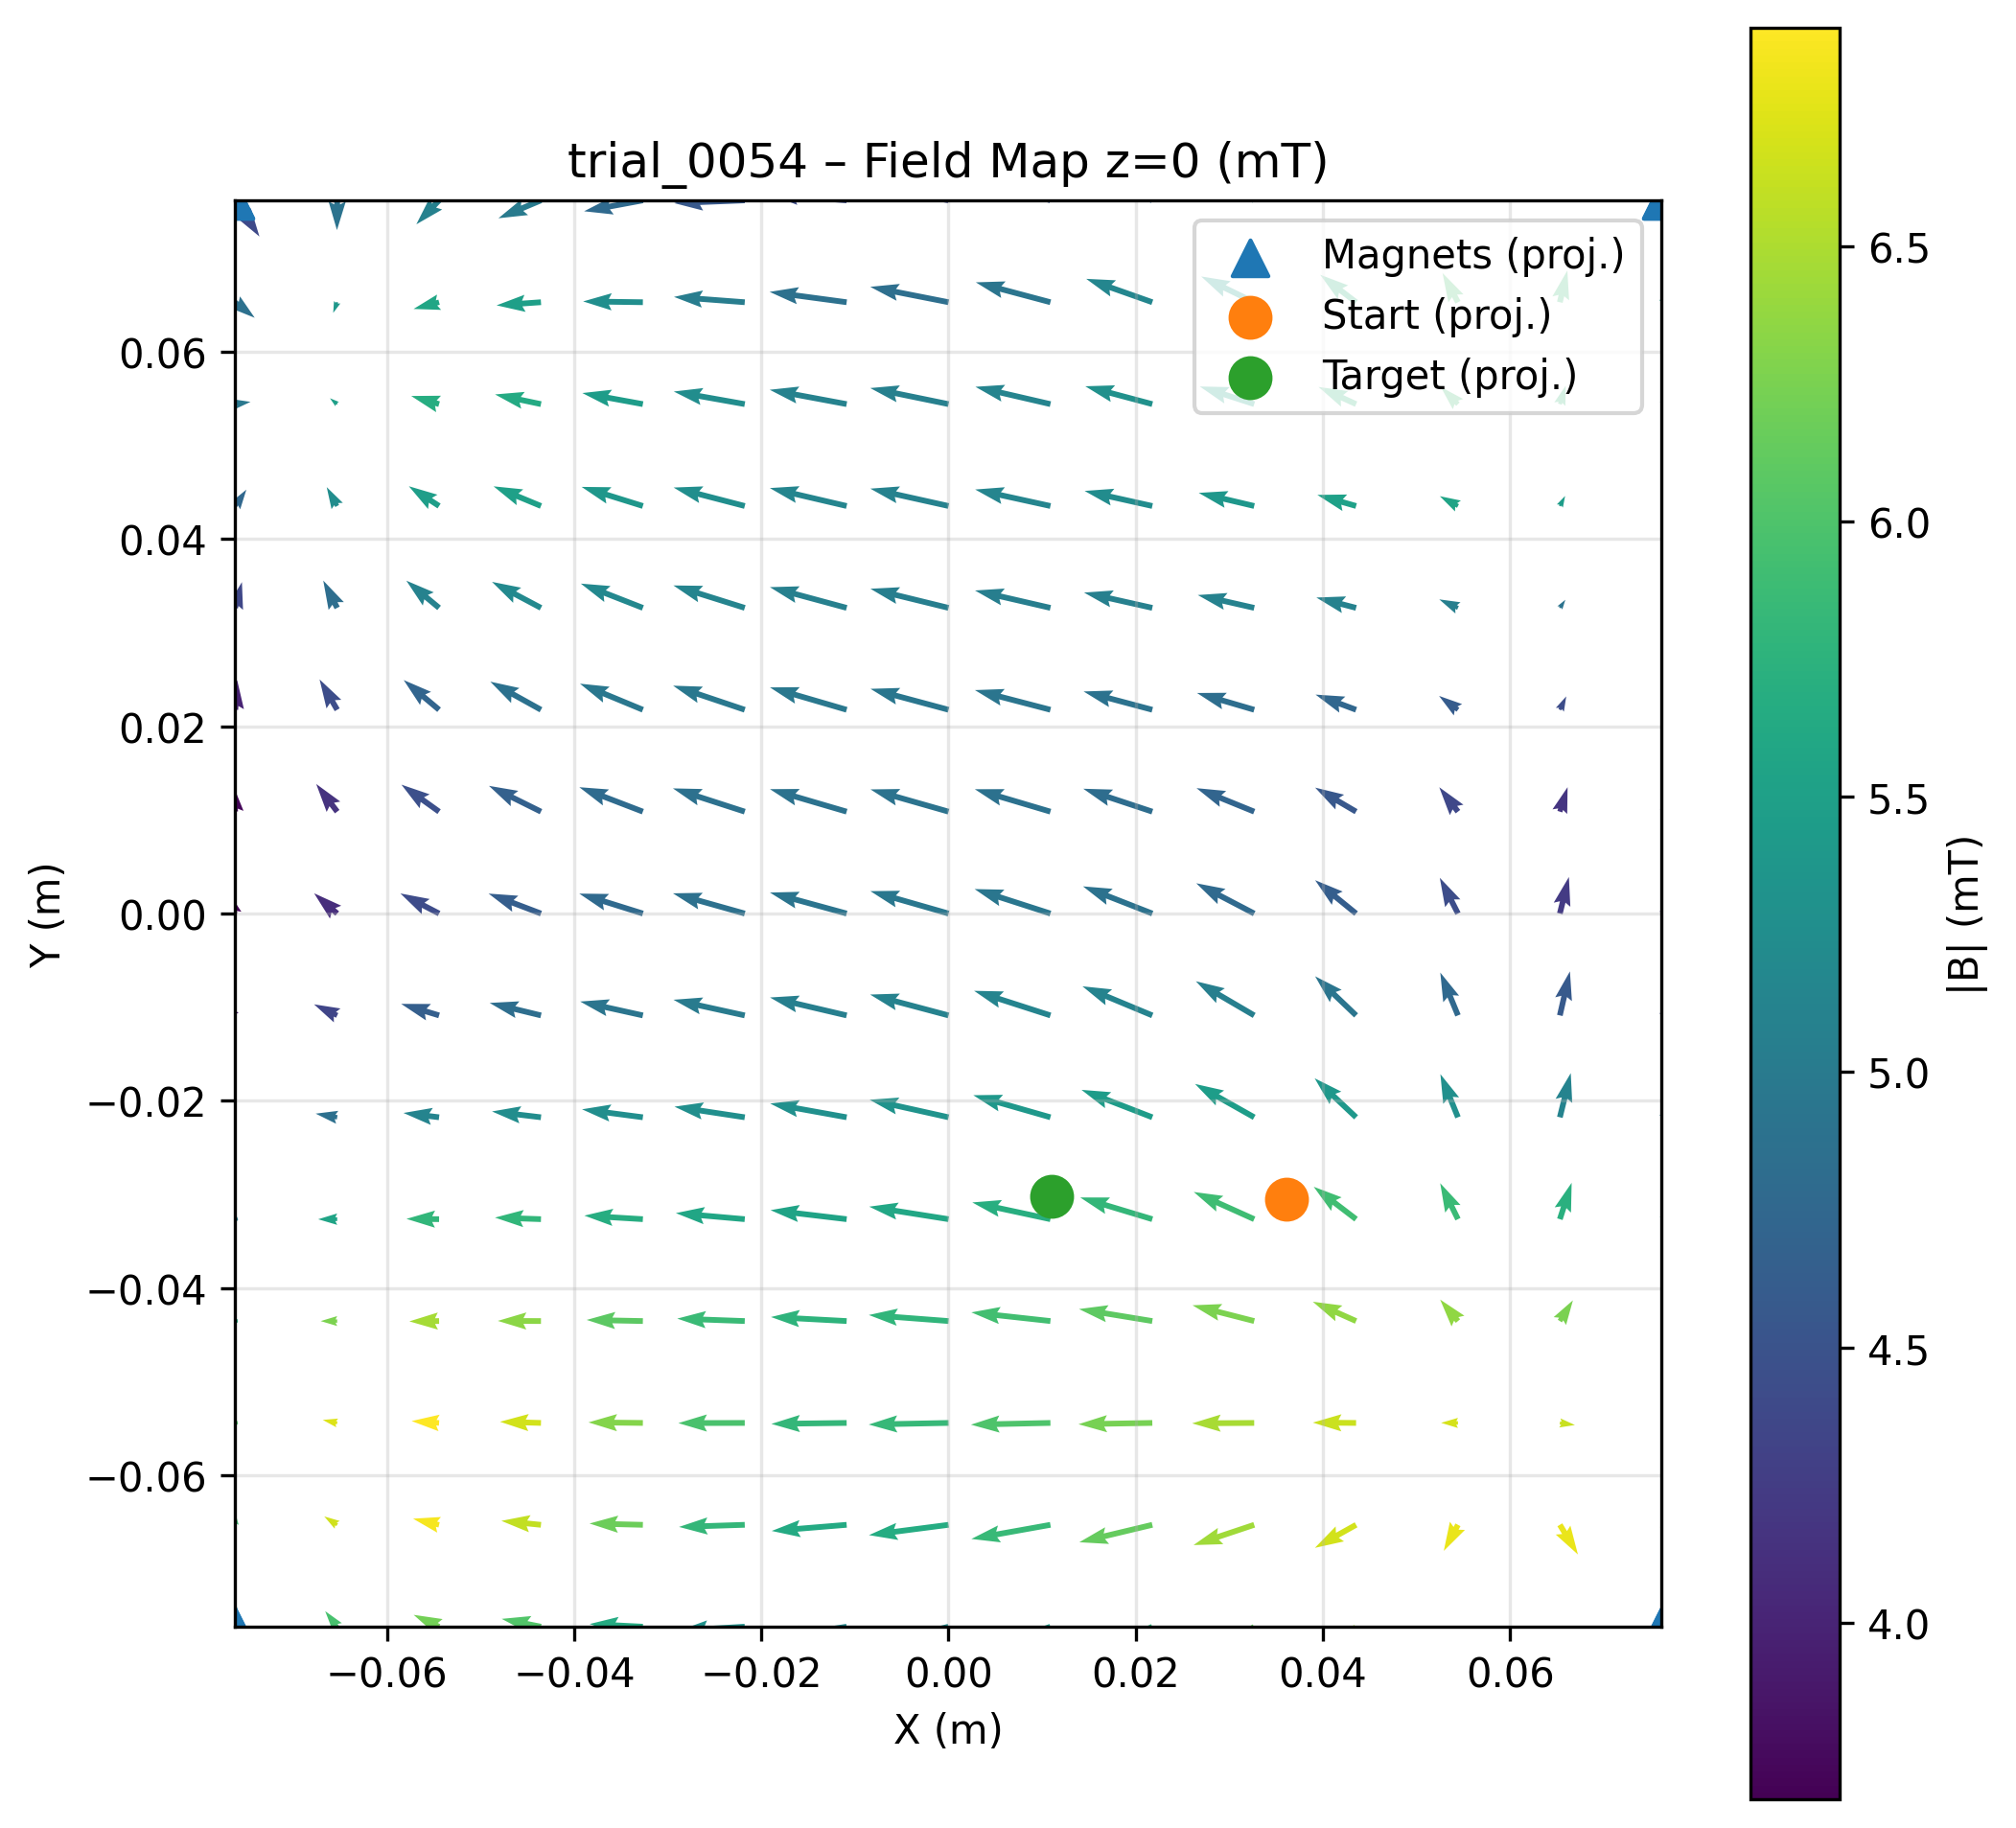 trial_0054 – Field Map z=0 (mT)
Magnets (proj.)
Start (proj.)
Target (proj.)
0.06
0.04
0.02
0.00
−0.02
−0.04
−0.06
Y (m)
−0.06
−0.04
−0.02
0.00
0.02
0.04
0.06
X (m)
6.5
6.0
5.5
5.0
4.5
4.0
|B| (mT)